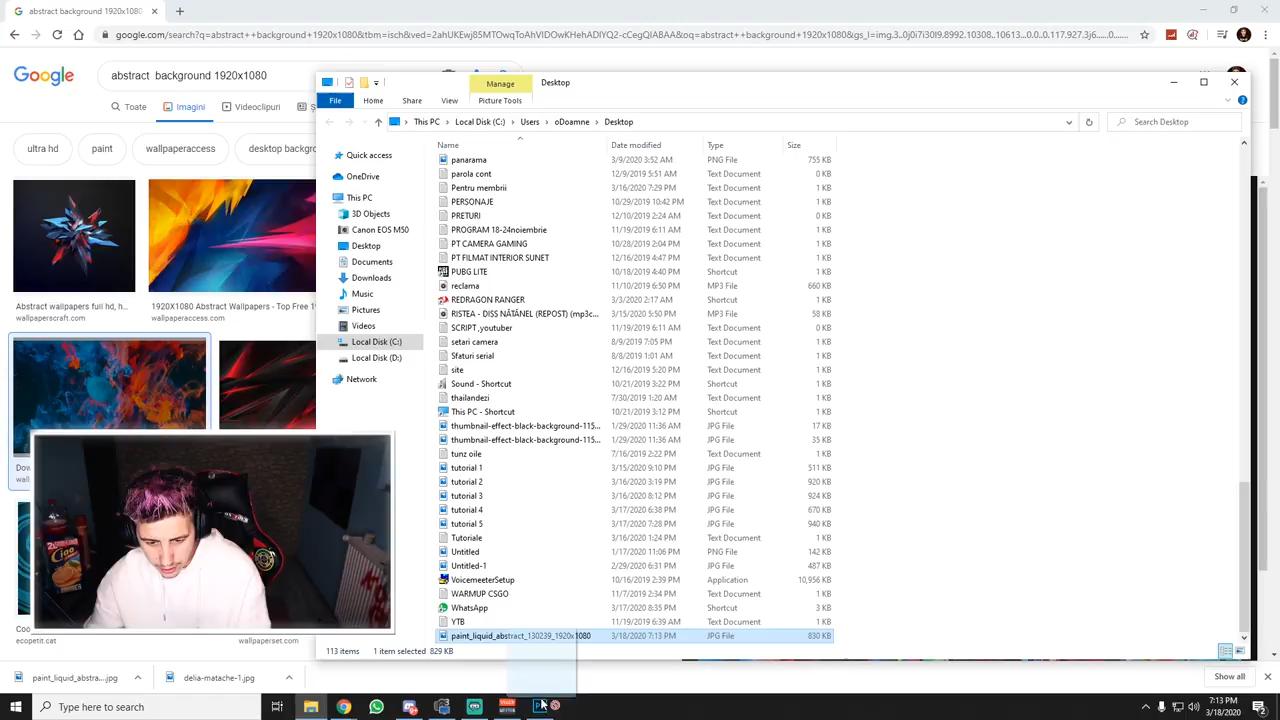 abstract background 1920x1080
google.com/search?q=abstract++background+1920x1080&tbm=isch&ved=2ahUKEwj85MTOwqToAhVIDOwKHehADIYQ2-cCegQIABAA&oq=abstract++background+1920x1080&gs_l=img.3..0j0i7i30l9.8992.10308..10613...0.0..0.117.927.3j6......0....1..
Google
abstract  background 1920x1080
Toate
Imagini
Videoclipuri
ultra hd
paint
wallpaperaccess
desktop backgro
Abstract wallpapers full hd, h...
wallpaperscraft.com
1920X1080 Abstract Wallpapers - Top Free 1
wallpaperaccess.com
ecopetit.cat
wallpaperset.com
Manage
Desktop
File
Home
Share
View
Picture Tools
This PC
Local Disk (C:)
Users
oDoamne
Desktop
Search Desktop
Quick access
OneDrive
This PC
3D Objects
Canon EOS M50
Desktop
Documents
Downloads
Music
Pictures
Videos
Local Disk (C:)
Local Disk (D:)
Network
Name Date modified Type Size
panarama 3/9/2020 3:52 AM PNG File 755 KB
parola cont 12/9/2019 5:51 AM Text Document 0 KB
Pentru membrii 3/16/2020 7:29 PM Text Document 1 KB
PERSONAJE 10/29/2019 10:42 PM Text Document 1 KB
PRETURI 12/10/2019 2:24 AM Text Document 0 KB
PROGRAM 18-24noiembrie 11/19/2019 6:11 AM Text Document 1 KB
PT CAMERA GAMING 10/28/2019 2:04 PM Text Document 1 KB
PT FILMAT INTERIOR SUNET 12/16/2019 4:47 PM Text Document 1 KB
PUBG LITE 10/18/2019 4:40 PM Shortcut 1 KB
reclama 11/19/2019 6:51 AM MP3 File 660 KB
REDRAGON RANGER 3/3/2020 2:17 AM Shortcut 1 KB
RISTEA - DISS NĂTĂNEL (REPOST) (mp3c... 3/15/2020 5:50 PM MP3 File 58 KB
SCRIPT ,youtuber 11/19/2019 6:11 AM Text Document 0 KB
setari camera 8/9/2019 7:05 PM Text Document 1 KB
Sfaturi serial 8/8/2019 1:01 AM Text Document 1 KB
site 12/16/2019 5:20 PM Text Document 1 KB
Sound - Shortcut 10/21/2019 3:22 PM Shortcut 1 KB
thailandezi 7/30/2019 1:20 AM Text Document 1 KB
This PC - Shortcut 10/21/2019 3:12 PM Shortcut 1 KB
thumbnail-effect-black-background-115... 1/29/2020 11:36 AM JPG File 17 KB
thumbnail-effect-black-background-115... 1/29/2020 11:36 AM JPG File 35 KB
tunz oile 7/16/2019 2:22 PM Text Document 1 KB
tutorial 1 3/15/2020 9:10 PM JPG File 511 KB
tutorial 2 3/16/2020 3:19 PM JPG File 920 KB
tutorial 3 3/16/2020 8:12 PM JPG File 924 KB
tutorial 4 3/17/2020 6:38 PM JPG File 670 KB
tutorial 5 3/17/2020 7:28 PM JPG File 940 KB
Tutoriale 3/16/2020 1:24 PM Text Document 1 KB
Untitled 1/17/2020 11:06 PM PNG File 142 KB
Untitled-1 2/29/2020 6:31 PM JPG File 487 KB
VoicemeeterSetup 10/16/2019 2:39 PM Application 10,956 KB
WARMUP CSGO 11/7/2019 2:34 PM Text Document 1 KB
WhatsApp 3/17/2020 8:35 PM Shortcut 3 KB
YTB 11/19/2019 6:39 AM Text Document 1 KB
paint_liquid_abstract_130239_1920x1080 3/18/2020 7:13 PM JPG File 830 KB
113 items
1 item selected 829 KB
paint_liquid_abstra....jpg
delia-matache-1.jpg
Show all
Type here to search
7:13 PM
3/18/2020
2